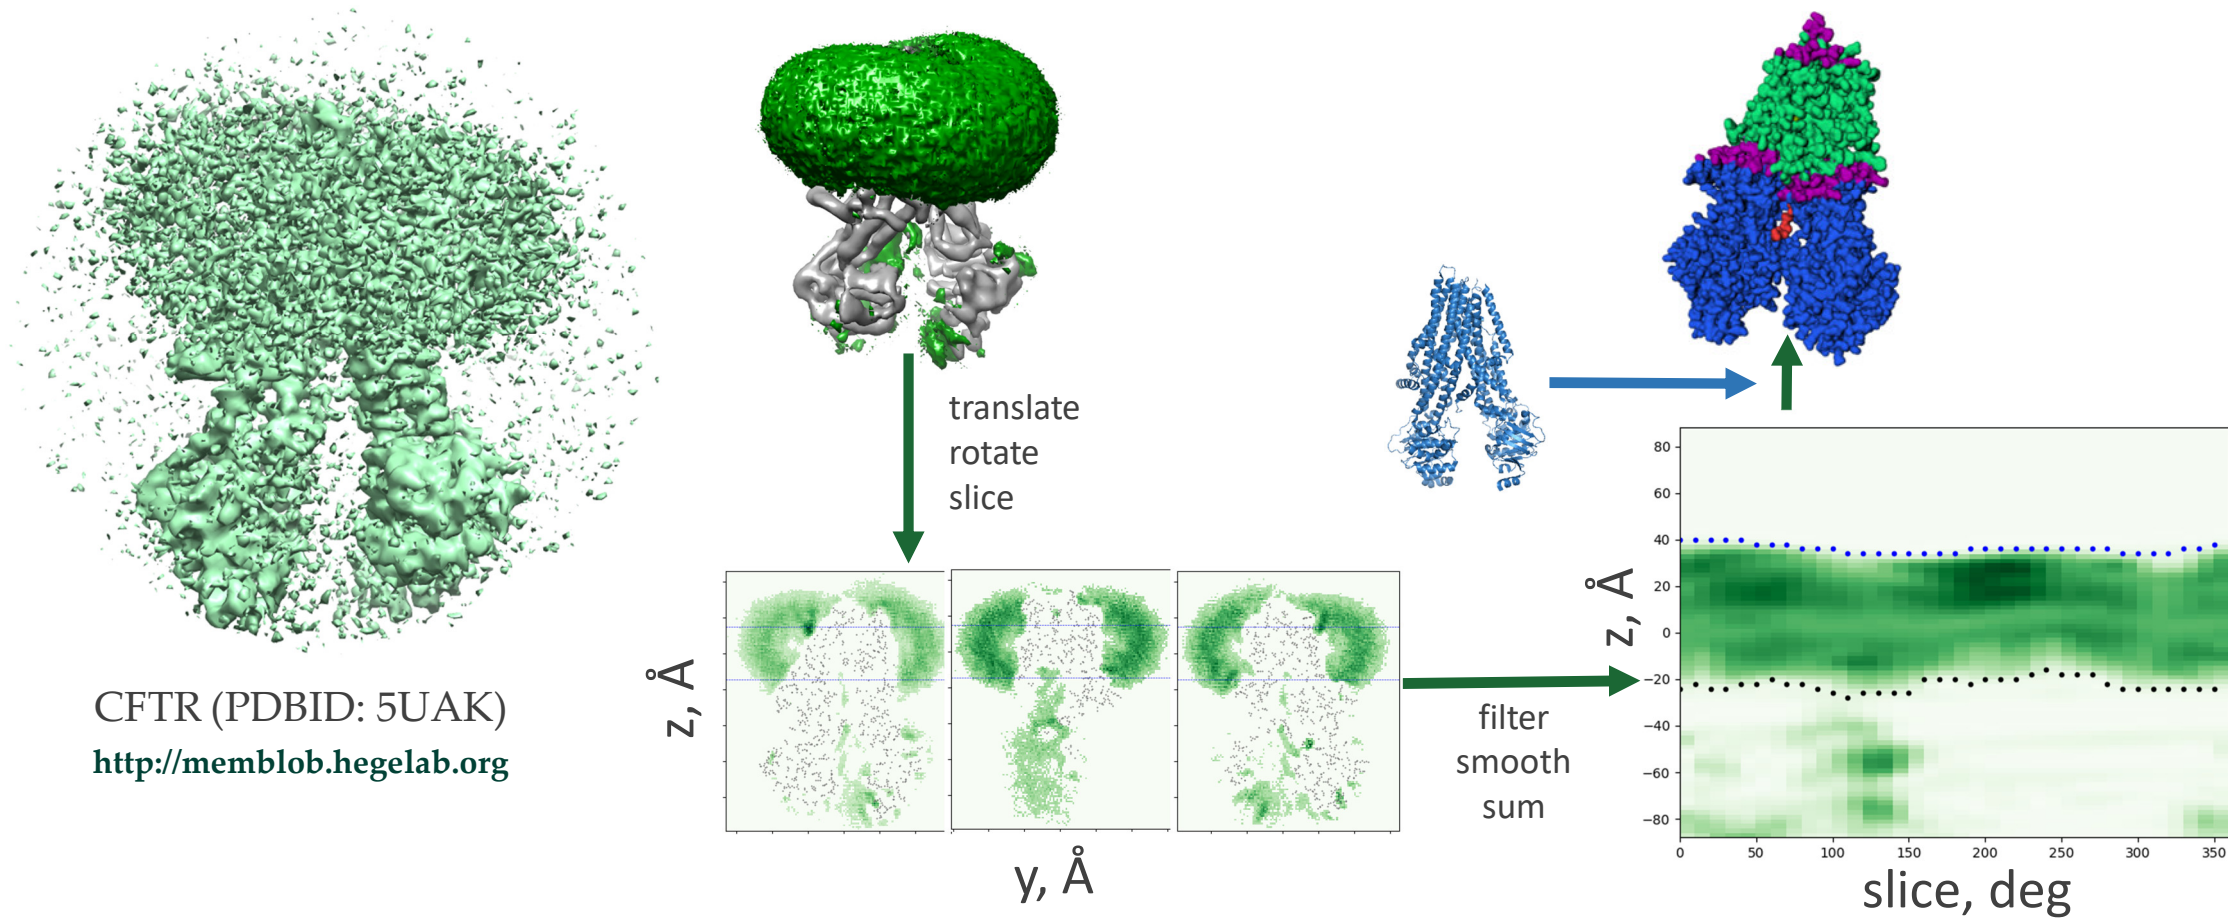 CFTR (PDBID: 5UAK)
http://memblob.hegelab.org
translate
rotate
slice
z, Å
y, Å
filter
smooth
sum
z, Å
80
60
40
20
0
−20
−40
−60
−80
0 50 100 150 200 250 300 350
slice, deg